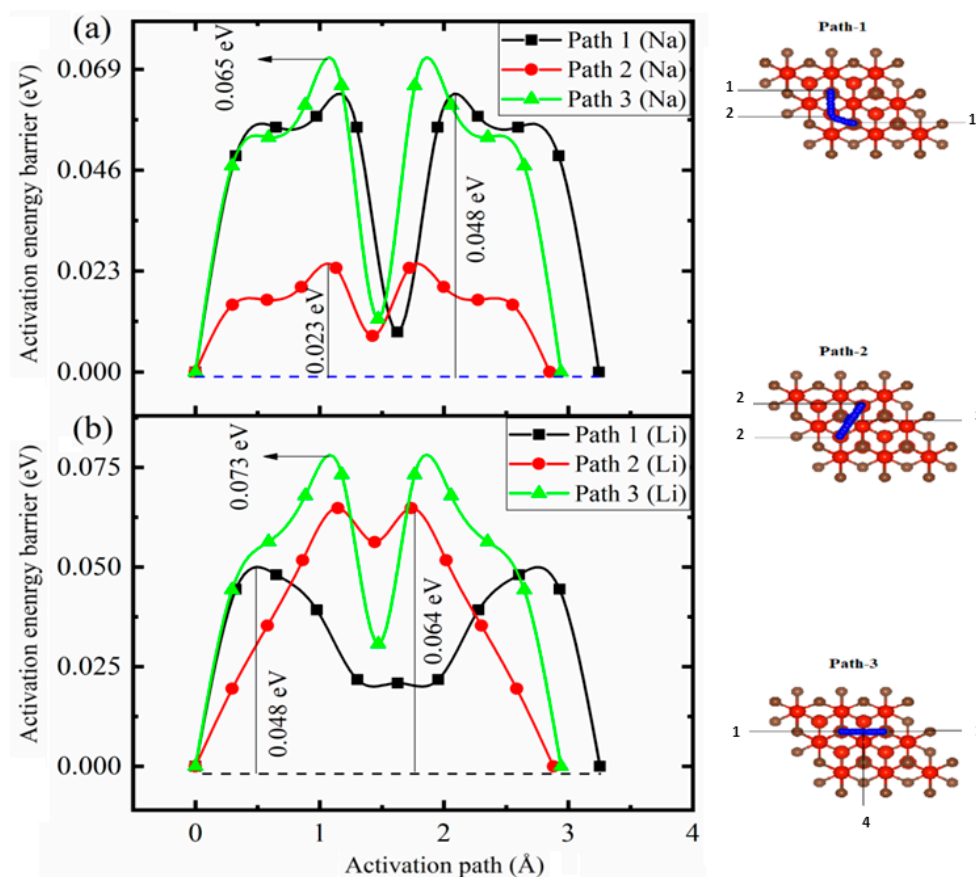 (a)
Activation enenrgy barrier (eV)
0.069
0.046
0.023
0.000
Path 1 (Na)
Path 2 (Na)
Path 3 (Na)
0.065 eV
0.048 eV
0.023 eV
(b)
Activation energy barrier (eV)
0.075
0.050
0.025
0.000
Path 1 (Li)
Path 2 (Li)
Path 3 (Li)
0.073 eV
0.064 eV
0.048 eV
0 1 2 3 4
Activation path (Å)
Path-1
1
2
1
Path-2
2
2
Path-3
1
4